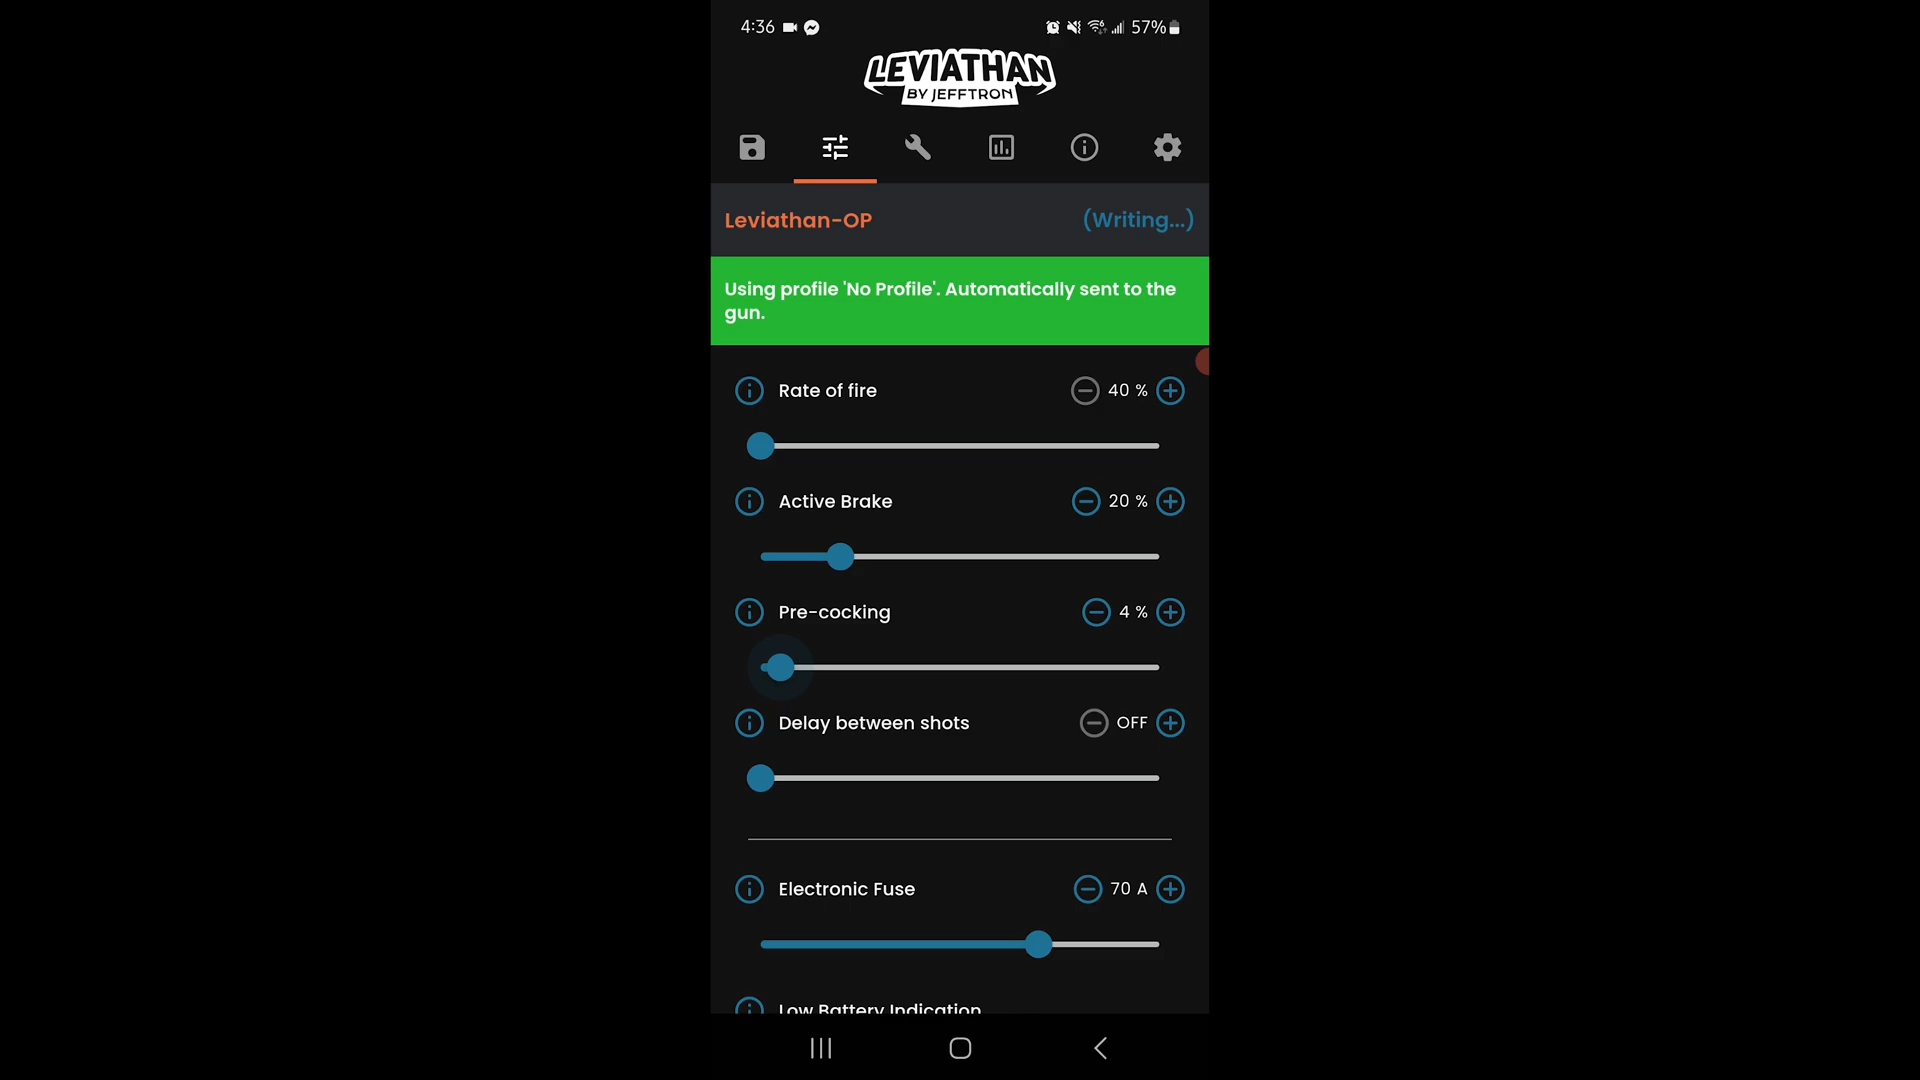 4:36
57%
LEVIATHAN
BY JEFFTRON
Leviathan-OP (Writing...)
Using profile 'No Profile'. Automatically sent to the
gun.
Rate of fire 40 %
Active Brake 20 %
Pre-cocking 4 %
Delay between shots OFF
Electronic Fuse 70 A
Low Battery Indication